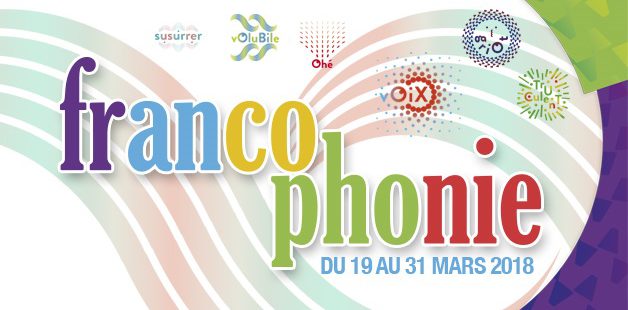 susurrer
vOluBile
Ohé
Griot
vOiX
TrUCulent
franco
phonie
DU 19 AU 31 MARS 2018